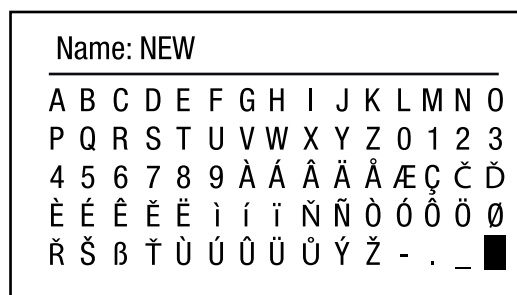 Name: NEW
A B C D E F G H I J K L M N O
P Q R S T U V W X Y Z 0 1 2 3
4 5 6 7 8 9 À Á Â Ä Å Æ Ç Č Ď
È É Ê Ě Ë ì í ï Ň Ñ Ò Ó Ô Ö Ø
Ř Š ß Ť Ù Ú Û Ü Ů Ý Ž - . _